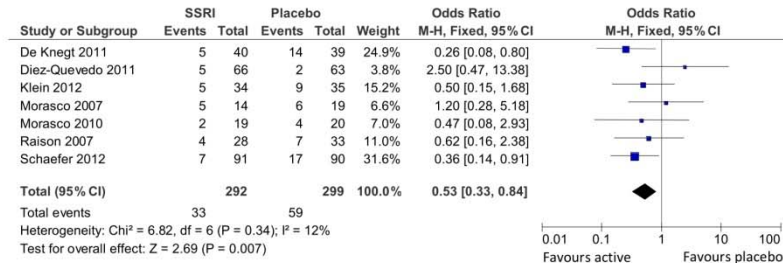 SSRI Placebo Odds Ratio Odds Ratio
Study or Subgroup Events Total Events Total Weight M-H, Fixed, 95% CI M-H, Fixed, 95% CI
De Knegt 2011 5 40 14 39 24.9% 0.26 [0.08, 0.80]
Diez-Quevedo 2011 5 66 2 63 3.8% 2.50 [0.47, 13.38]
Klein 2012 5 34 9 35 15.2% 0.50 [0.15, 1.68]
Morasco 2007 5 14 6 19 6.6% 1.20 [0.28, 5.18]
Morasco 2010 2 19 4 20 7.0% 0.47 [0.08, 2.93]
Raison 2007 4 28 7 33 11.0% 0.62 [0.16, 2.38]
Schaefer 2012 7 91 17 90 31.6% 0.36 [0.14, 0.91]
Total (95% CI) 292 299 100.0% 0.53 [0.33, 0.84]
Total events 33 59
Heterogeneity: Chi² = 6.82, df = 6 (P = 0.34); I² = 12%
Test for overall effect: Z = 2.69 (P = 0.007)
0.01 0.1 1 10 100
Favours active Favours placebo